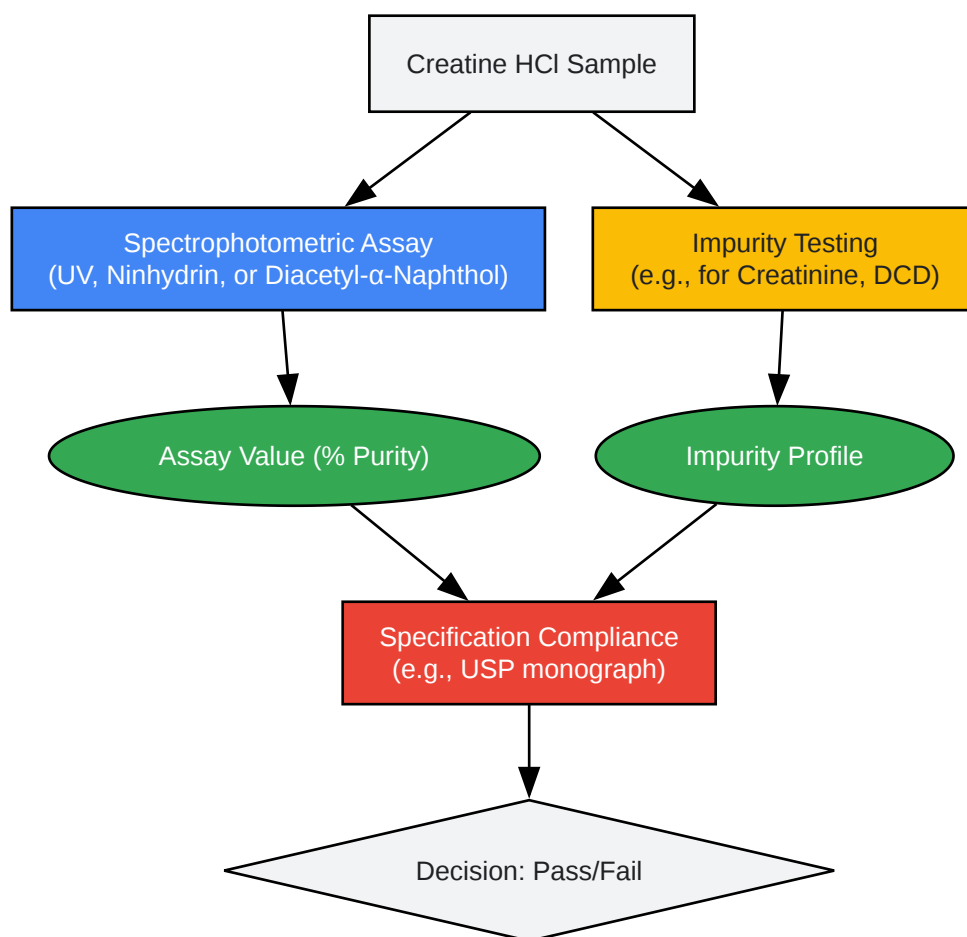 Creatine HCl Sample
Spectrophotometric Assay
(UV, Ninhydrin, or Diacetyl-α-Naphthol)
Impurity Testing
(e.g., for Creatinine, DCD)
Assay Value (% Purity)
Impurity Profile
Specification Compliance
(e.g., USP monograph)
Decision: Pass/Fail